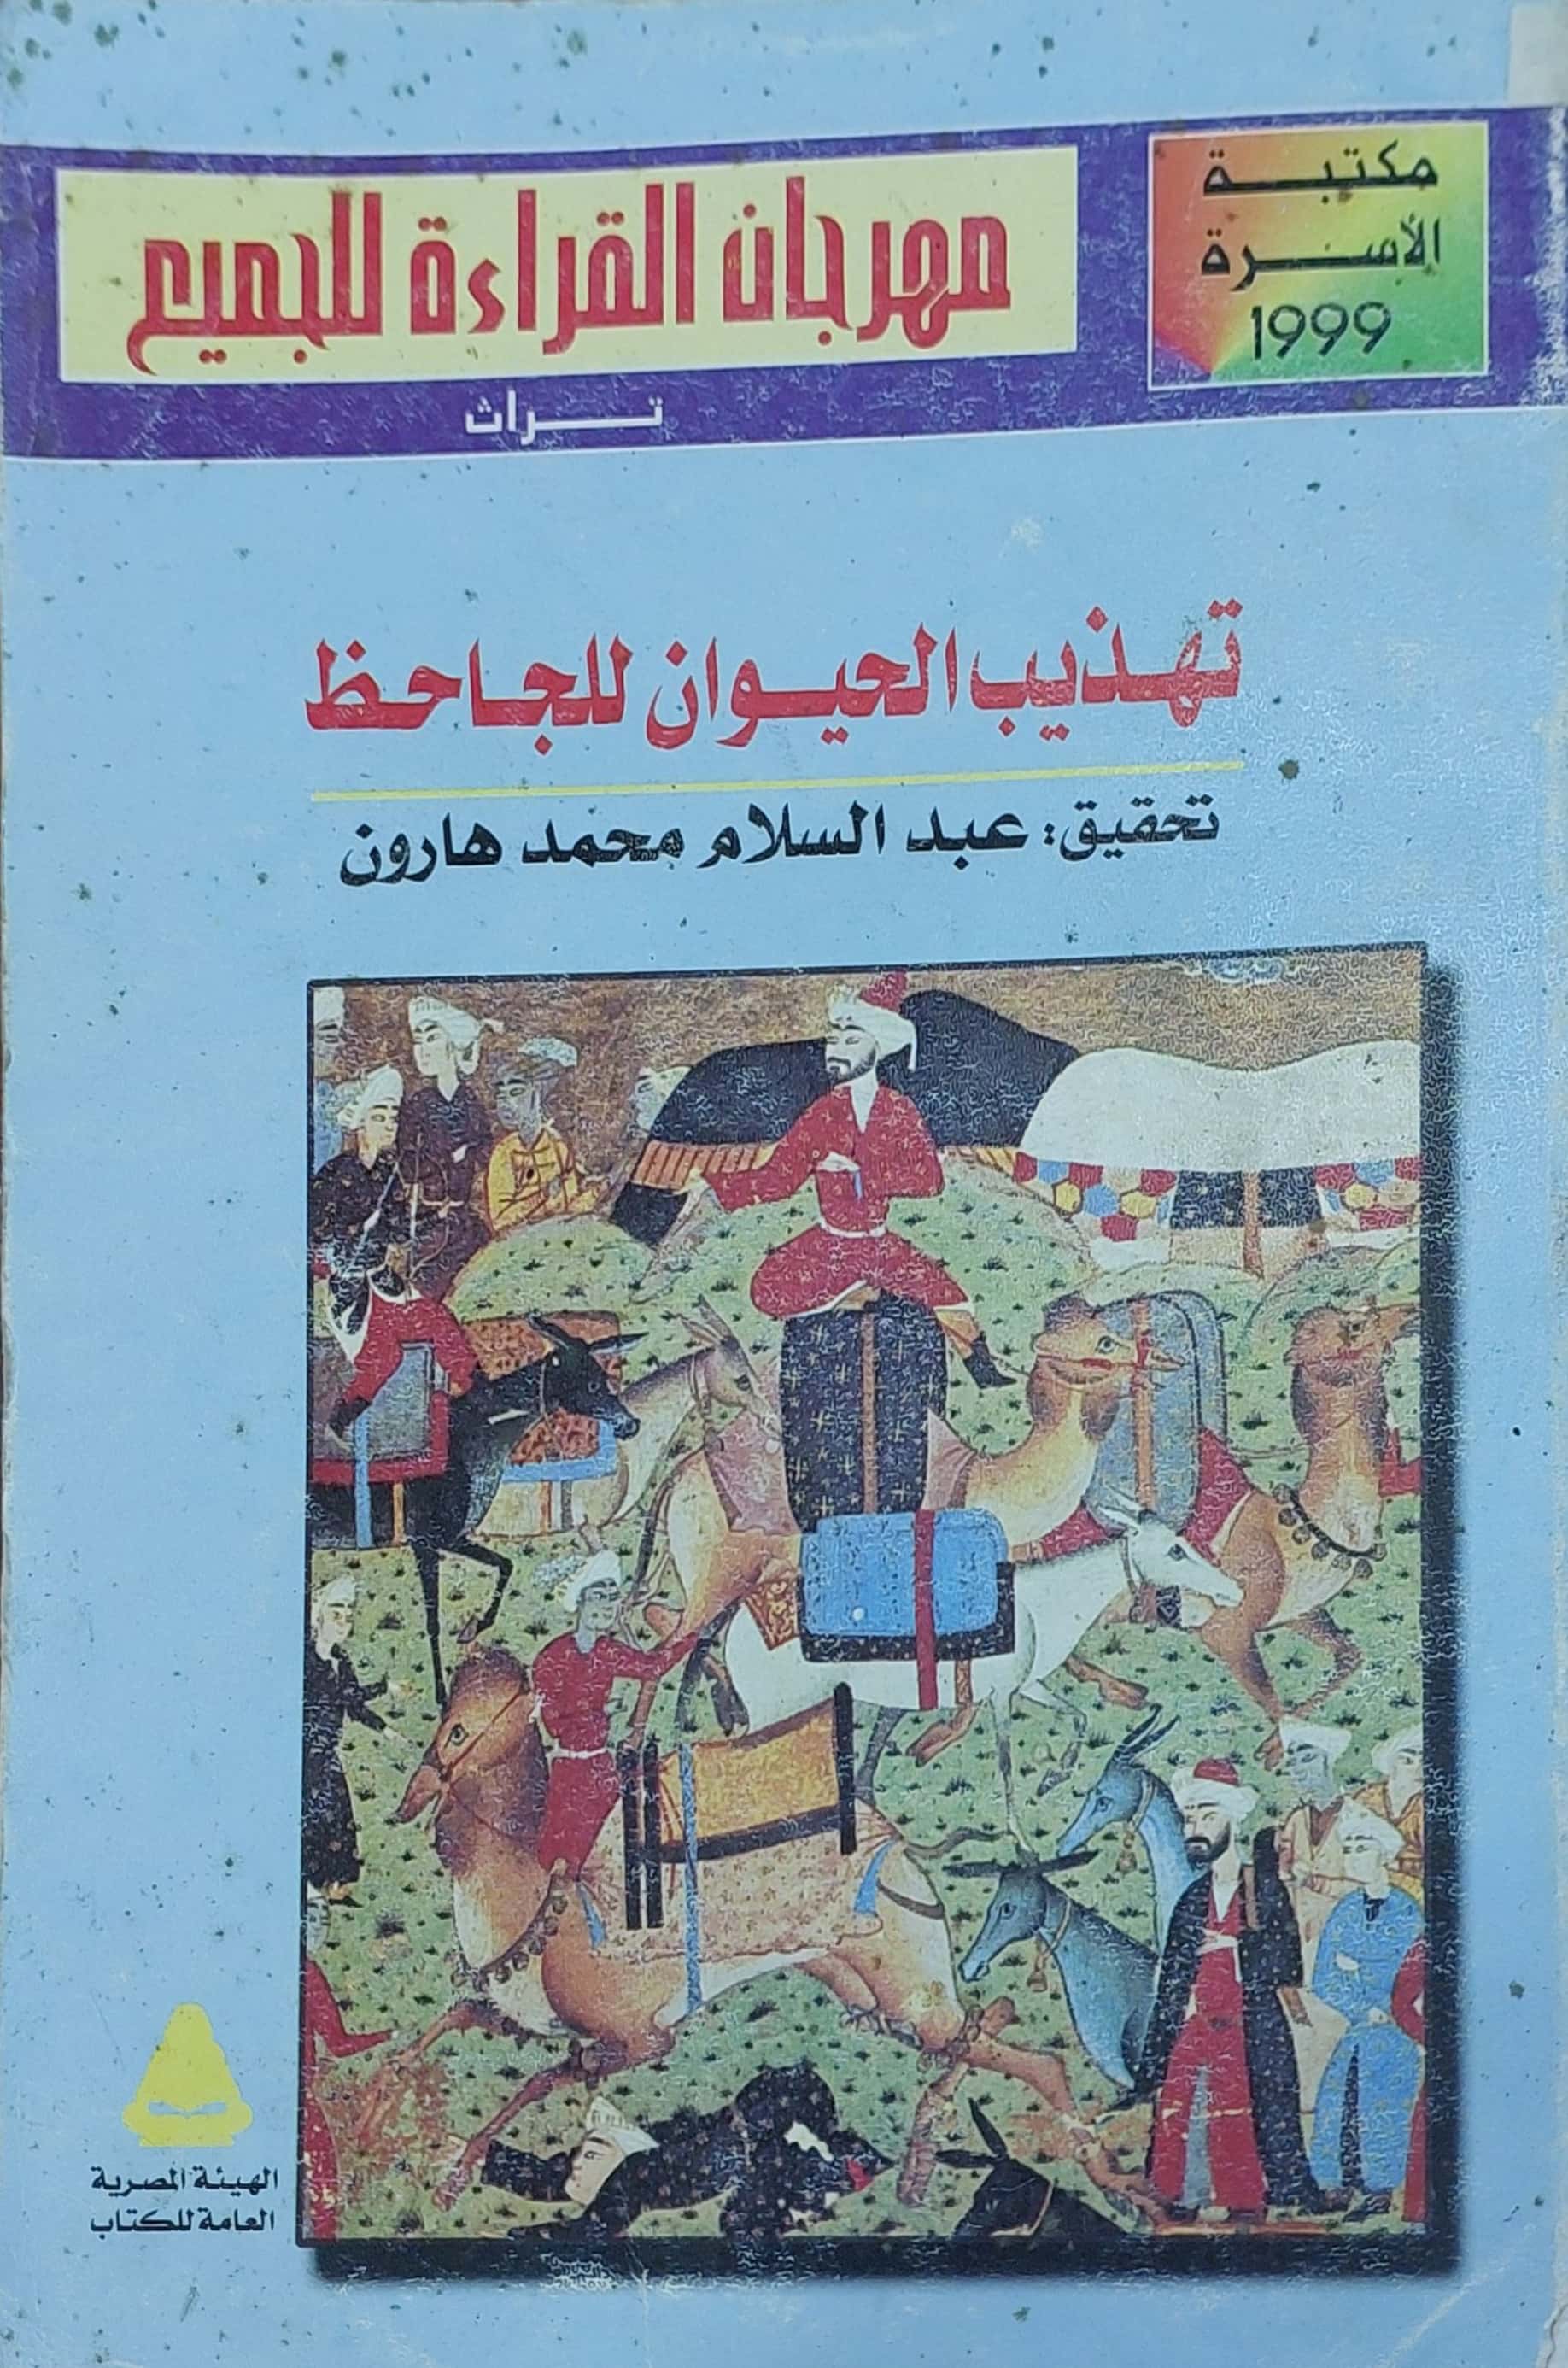 مكتبة
الأسرة
1999
مهرجان القراءة للجميع
تراث
تهذيب الحيوان للجاحظ
تحقيق: عبد السلام محمد هارون
الهيئة المصرية
العامة للكتاب